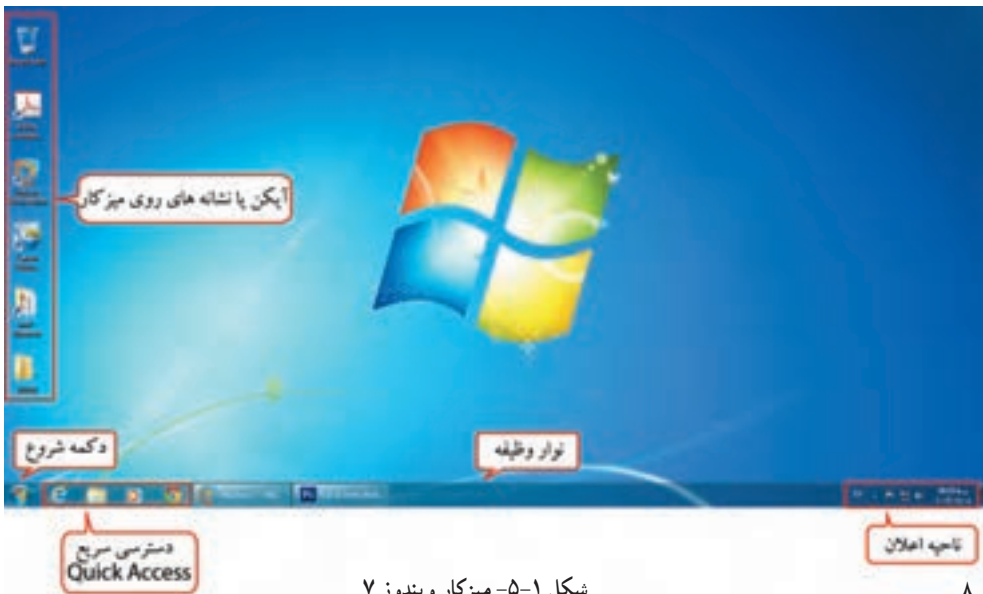 آیکن یا نشانه های روی میزکار
دکمه شروع
نوار وظیفه
دسترسی سریع
Quick Access
ناحیه اعلان
شکل ۱-۵- میزکار ویندوز ۷
۸